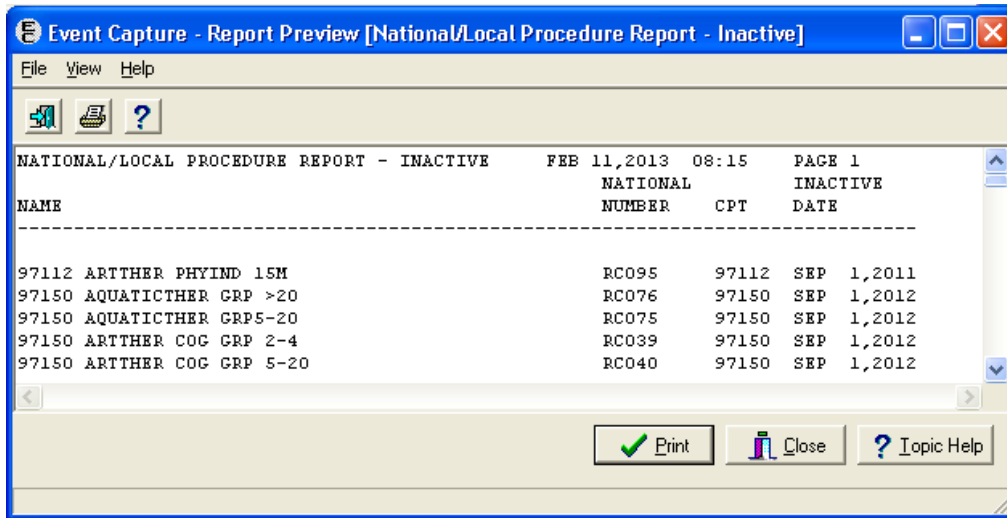 Event Capture - Report Preview [National/Local Procedure Report - Inactive]
File View Help
NATIONAL/LOCAL PROCEDURE REPORT - INACTIVE FEB 11,2013 08:15 PAGE 1
NATIONAL INACTIVE
NAME NUMBER CPT DATE
--------------------------------------------------------------------------------
97112 ARTTHER PHYIND 15M RC095 97112 SEP 1,2011
97150 AQUATICTHER GRP >20 RC076 97150 SEP 1,2012
97150 AQUATICTHER GRP5-20 RC075 97150 SEP 1,2012
97150 ARTTHER COG GRP 2-4 RC039 97150 SEP 1,2012
97150 ARTTHER COG GRP 5-20 RC040 97150 SEP 1,2012
Print Close ? Topic Help